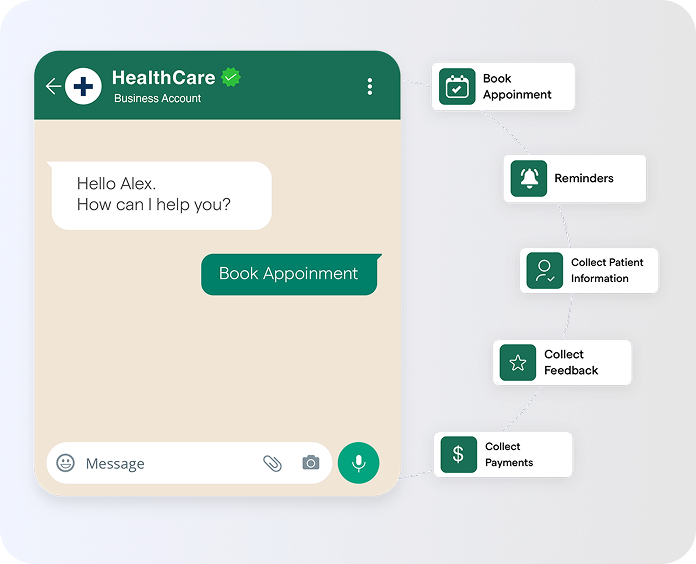 HealthCare
Business Account
Hello Alex.
How can I help you?
Book Appoinment
Message
Book
Appoinment
Reminders
Collect Patient
Information
Collect
Feedback
$
Collect
Payments